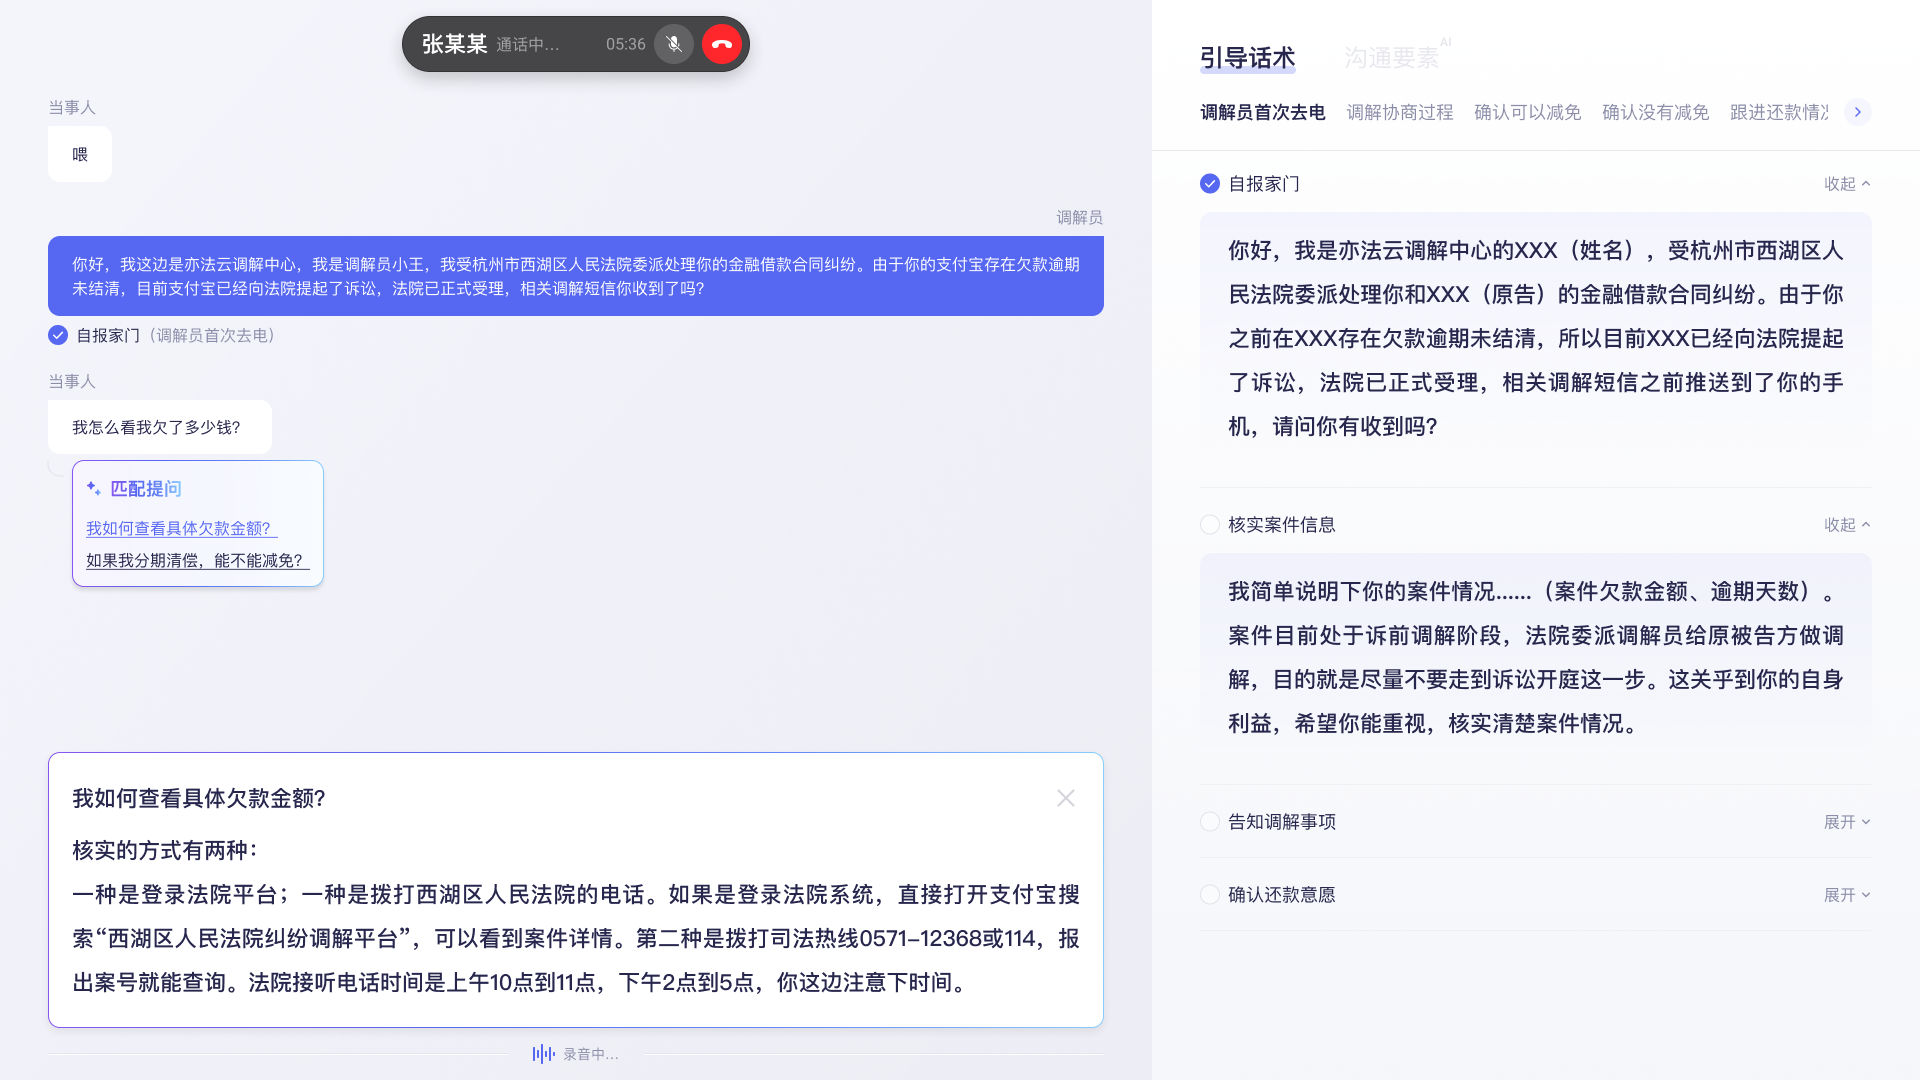 张某某 通话中... 05:36
当事人
喂
调解员
你好，我这边是亦法云调解中心，我是调解员小王，我受杭州市西湖区人民法院委派处理你的金融借款合同纠纷。由于你的支付宝存在欠款逾期
未结清，目前支付宝已经向法院提起了诉讼，法院已正式受理，相关调解短信你收到了吗？
自报家门（调解员首次去电）
当事人
我怎么看我欠了多少钱？
匹配提问
我如何查看具体欠款金额？
如果我分期清偿，能不能减免？
我如何查看具体欠款金额？
核实的方式有两种：
一种是登录法院平台；一种是拨打西湖区人民法院的电话。如果是登录法院系统，直接打开支付宝搜
索“西湖区人民法院纠纷调解平台”，可以看到案件详情。第二种是拨打司法热线0571-12368或114，报
出案号就能查询。法院接听电话时间是上午10点到11点，下午2点到5点，你这边注意下时间。
录音中...
引导话术 沟通要素 AI
调解员首次去电 调解协商过程 确认可以减免 确认没有减免 跟进还款情况
自报家门 收起
你好，我是亦法云调解中心的XXX（姓名），受杭州市西湖区人
民法院委派处理你和XXX（原告）的金融借款合同纠纷。由于你
之前在XXX存在欠款逾期未结清，所以目前XXX已经向法院提起
了诉讼，法院已正式受理，相关调解短信之前推送到了你的手
机，请问你有收到吗？
核实案件信息 收起
我简单说明下你的案件情况......（案件欠款金额、逾期天数）。
案件目前处于诉前调解阶段，法院委派调解员给原被告方做调
解，目的就是尽量不要走到诉讼开庭这一步。这关乎到你的自身
利益，希望你能重视，核实清楚案件情况。
告知调解事项 展开
确认还款意愿 展开